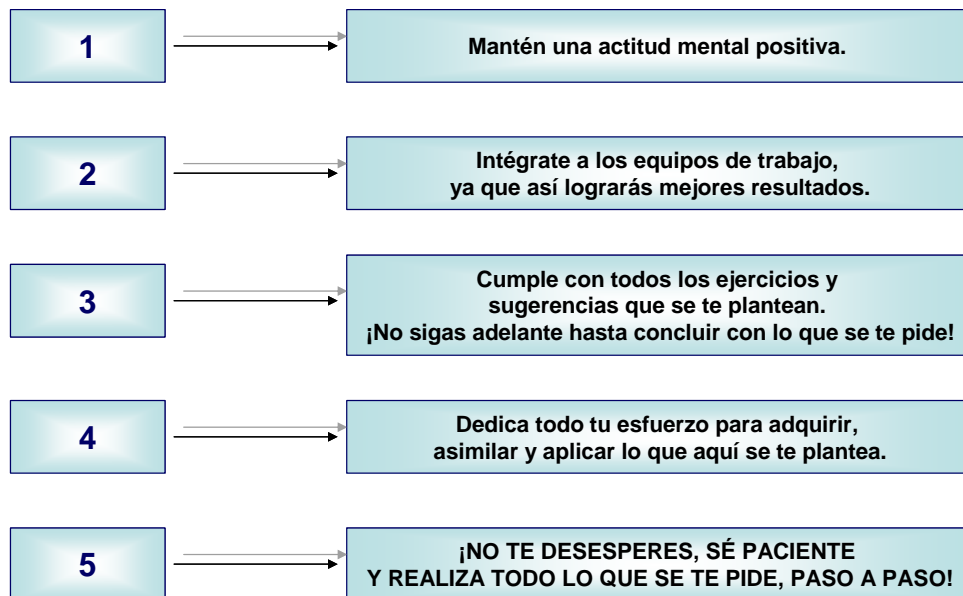 1
Mantén una actitud mental positiva.
2
Intégrate a los equipos de trabajo,
ya que así lograrás mejores resultados.
3
Cumple con todos los ejercicios y
sugerencias que se te plantean.
¡No sigas adelante hasta concluir con lo que se te pide!
4
Dedica todo tu esfuerzo para adquirir,
asimilar y aplicar lo que aquí se te plantea.
5
¡NO TE DESESPERES, SÉ PACIENTE
Y REALIZA TODO LO QUE SE TE PIDE, PASO A PASO!